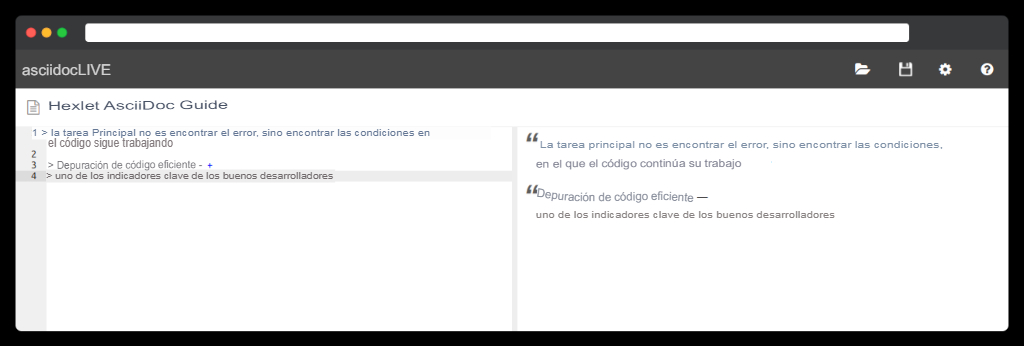 asciidocLIVE
Hexlet AsciiDoc Guide
1 > la tarea Principal no es encontrar el error, sino encontrar las condiciones en
el código sigue trabajando
2
3 > Depuración de código eficiente - +
4 > uno de los indicadores clave de los buenos desarrolladores
“La tarea principal no es encontrar el error, sino encontrar las condiciones,
en el que el código continúa su trabajo
“Depuración de código eficiente —
uno de los indicadores clave de los buenos desarrolladores